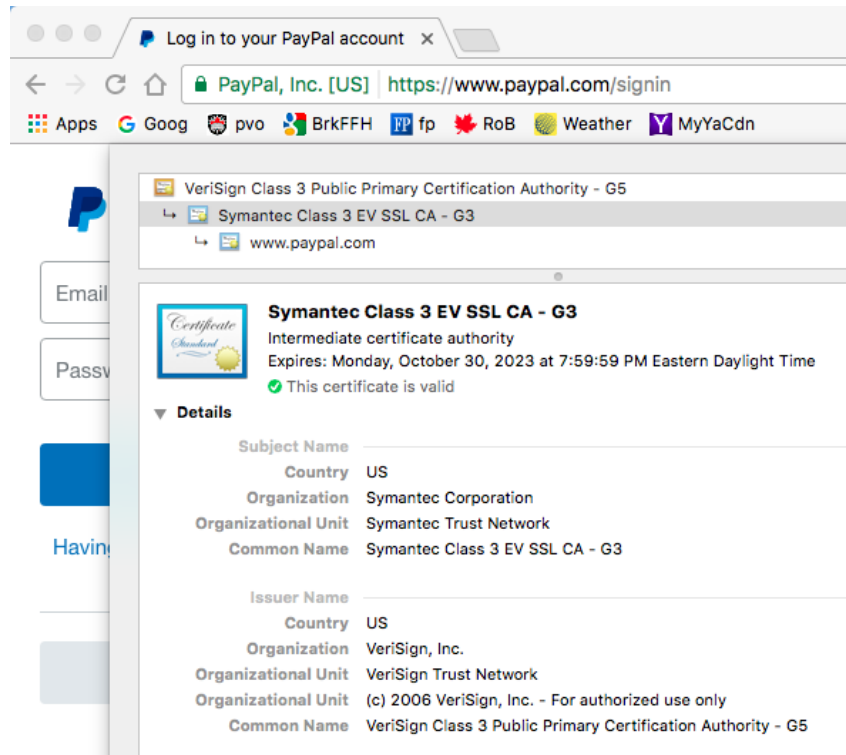 Log in to your PayPal account
PayPal, Inc. [US] https://www.paypal.com/signin
Apps Goog pvo BrkFFH FP fp RoB Weather Y MyYaCdn
VeriSign Class 3 Public Primary Certification Authority - G5
Symantec Class 3 EV SSL CA - G3
www.paypal.com
Email
Certificate
Standard
Symantec Class 3 EV SSL CA - G3
Intermediate certificate authority
Expires: Monday, October 30, 2023 at 7:59:59 PM Eastern Daylight Time
This certificate is valid
Details
Subject Name
Country US
Organization Symantec Corporation
Organizational Unit Symantec Trust Network
Common Name Symantec Class 3 EV SSL CA - G3
Issuer Name
Country US
Organization VeriSign, Inc.
Organizational Unit VeriSign Trust Network
Organizational Unit (c) 2006 VeriSign, Inc. - For authorized use only
Common Name VeriSign Class 3 Public Primary Certification Authority - G5